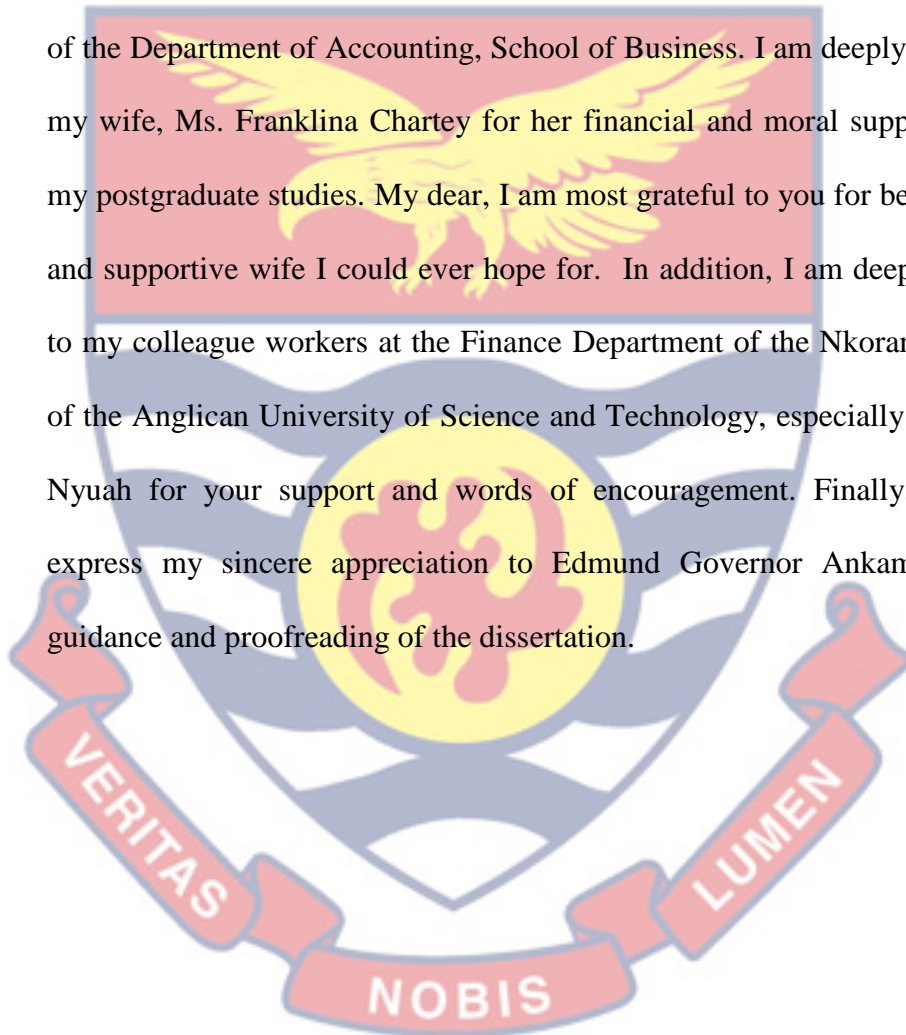 of the Department of Accounting, School of Business. I am deeply
my wife, Ms. Franklina Chartey for her financial and moral supp
my postgraduate studies. My dear, I am most grateful to you for be
and supportive wife I could ever hope for. In addition, I am deep
to my colleague workers at the Finance Department of the Nkoran
of the Anglican University of Science and Technology, especially
Nyuah for your support and words of encouragement. Finally
express my sincere appreciation to Edmund Governor Ankam
guidance and proofreading of the dissertation.
VERITAS
NOBIS
LUMEN